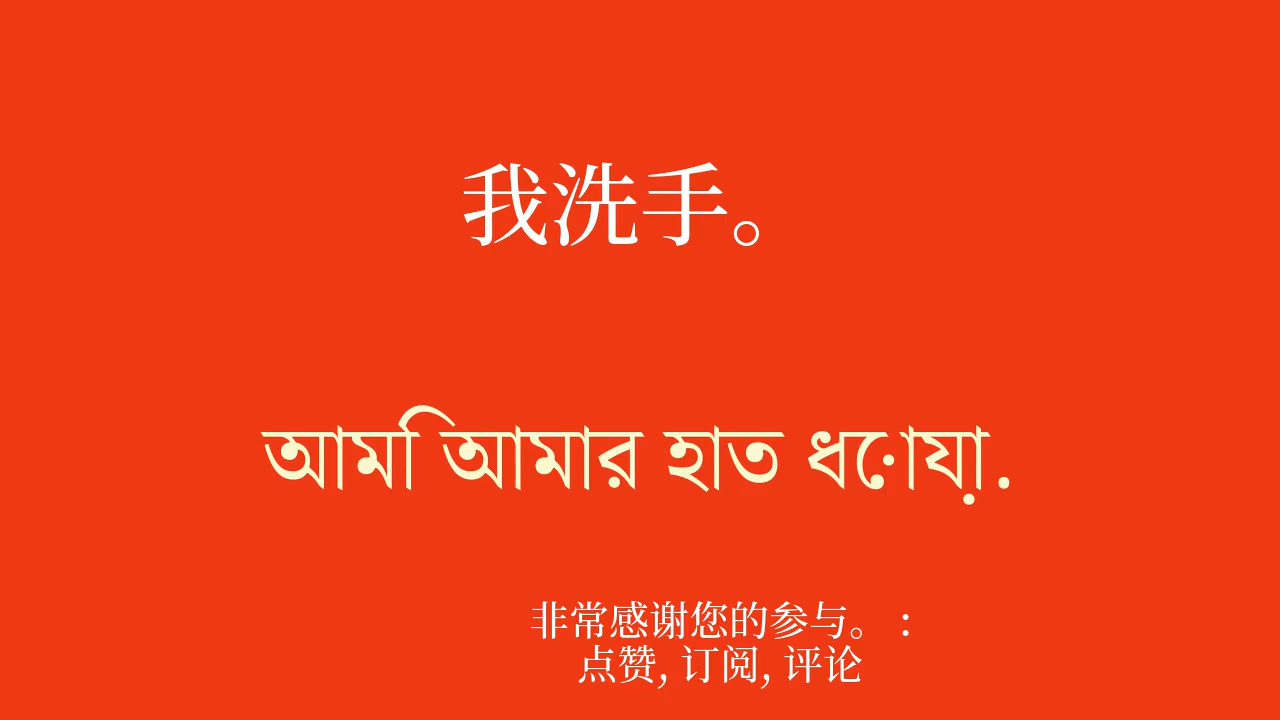 我洗手。
আমি আমার হাত ধোয়া.
非常感谢您的参与。 :
点赞, 订阅, 评论